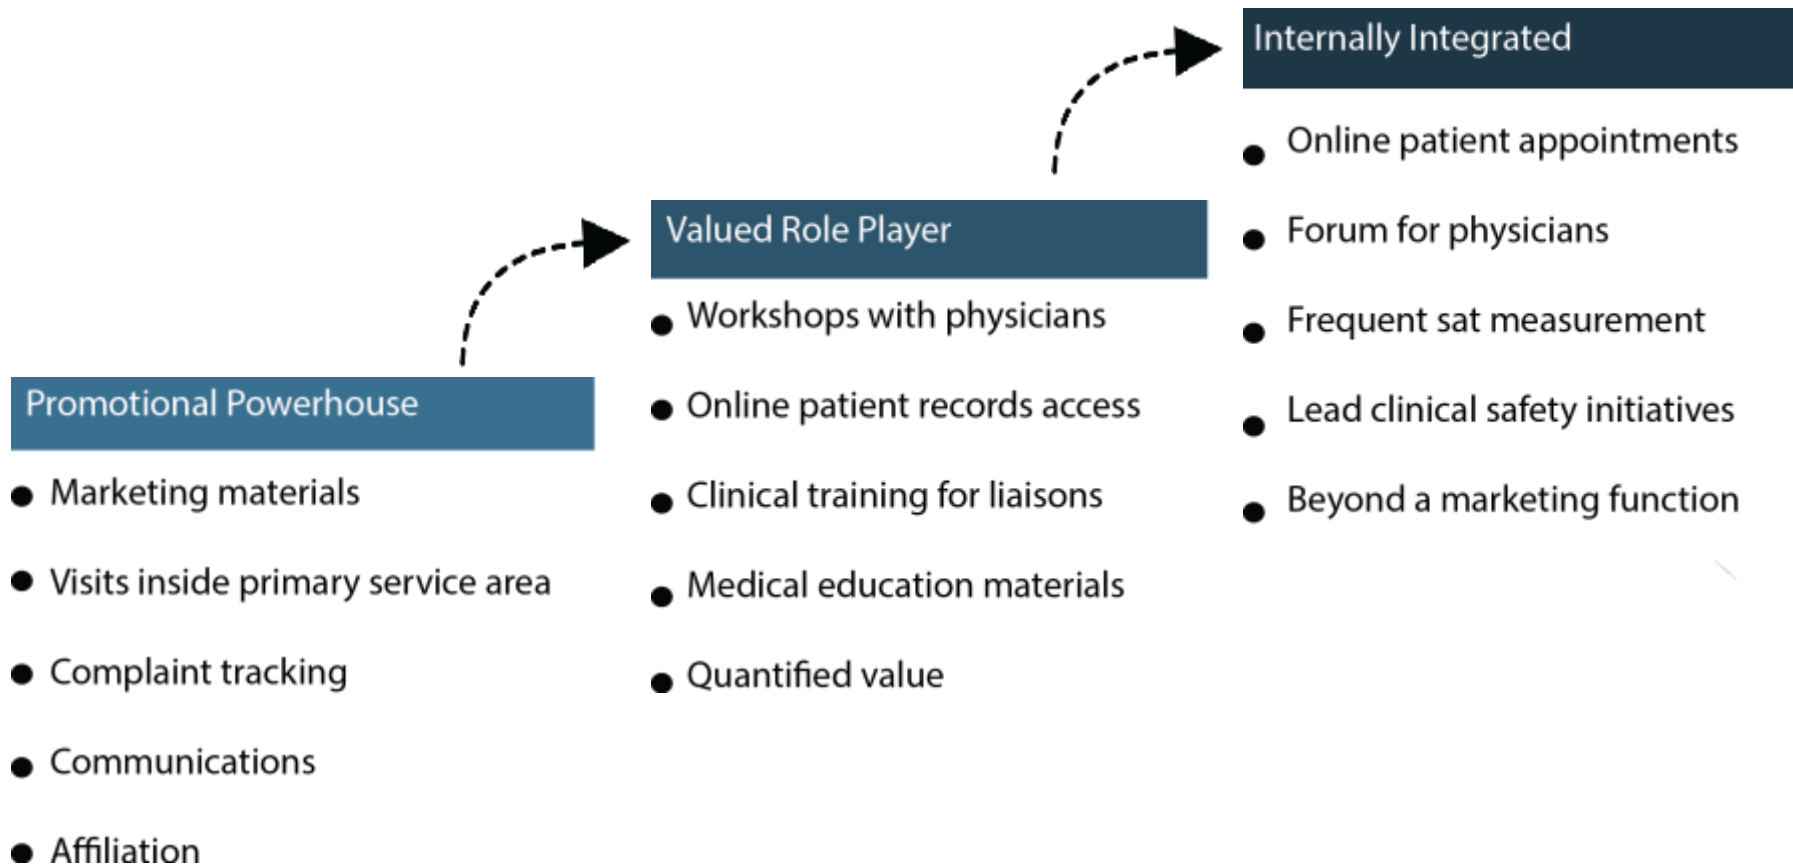 Internally Integrated
Online patient appointments
Forum for physicians
Frequent sat measurement
Lead clinical safety initiatives
Beyond a marketing function
Valued Role Player
Workshops with physicians
Online patient records access
Clinical training for liaisons
Medical education materials
Quantified value
Promotional Powerhouse
Marketing materials
Visits inside primary service area
Complaint tracking
Communications
Affiliation